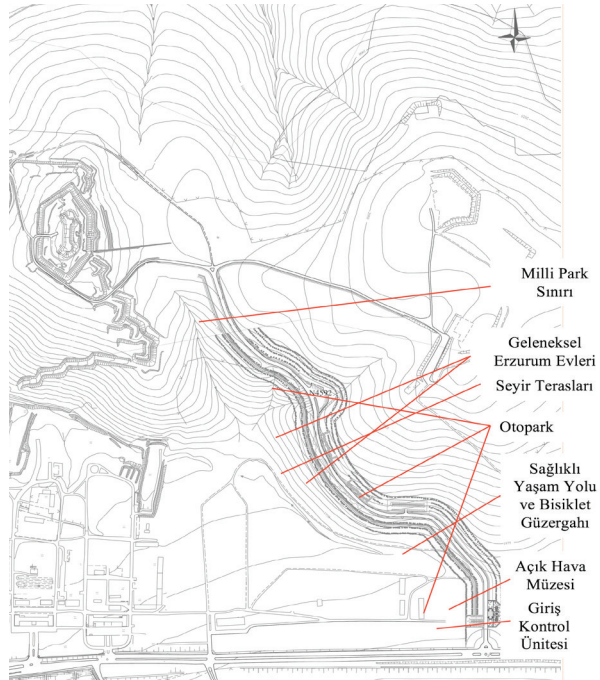 Milli Park
Sınırı
Geleneksel
Erzurum Evleri
Seyir Terasları
N4592
Otopark
Sağlıklı
Yaşam Yolu
ve Bisiklet
Güzergahı
Açık Hava
Müzesi
Giriş
Kontrol
Ünitesi